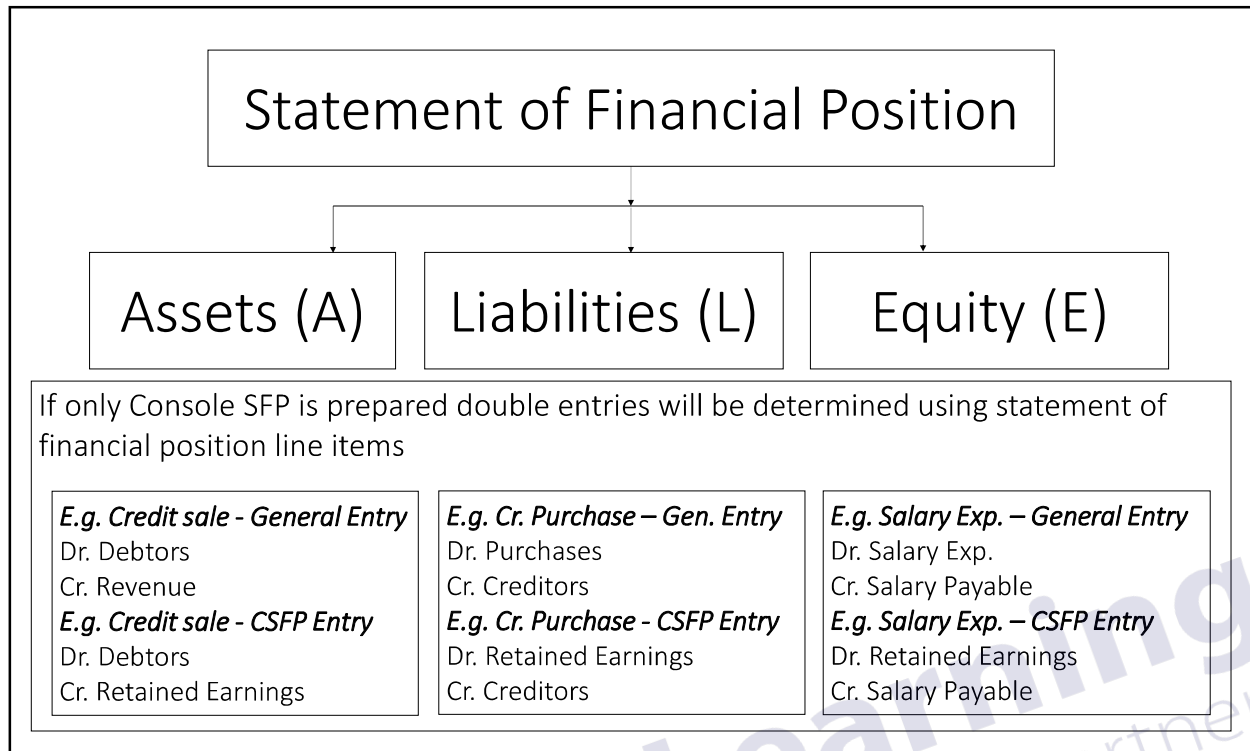 Statement of Financial Position
Assets (A)
Liabilities (L)
Equity (E)
If only Console SFP is prepared double entries will be determined using statement of
financial position line items
E.g. Credit sale - General Entry
Dr. Debtors
Cr. Revenue
E.g. Credit sale - CSFP Entry
Dr. Debtors
Cr. Retained Earnings
E.g. Cr. Purchase – Gen. Entry
Dr. Purchases
Cr. Creditors
E.g. Cr. Purchase - CSFP Entry
Dr. Retained Earnings
Cr. Creditors
E.g. Salary Exp. – General Entry
Dr. Salary Exp.
Cr. Salary Payable
E.g. Salary Exp. – CSFP Entry
Dr. Retained Earnings
Cr. Salary Payable
Learning